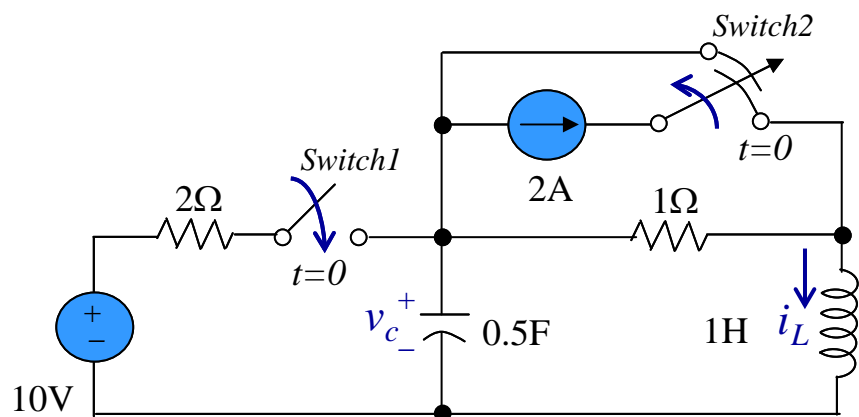 Switch2
t=0
2A
Switch1
2Ω
t=0
1Ω
+
−
10V
v_c
+
−
0.5F
1H
i_L